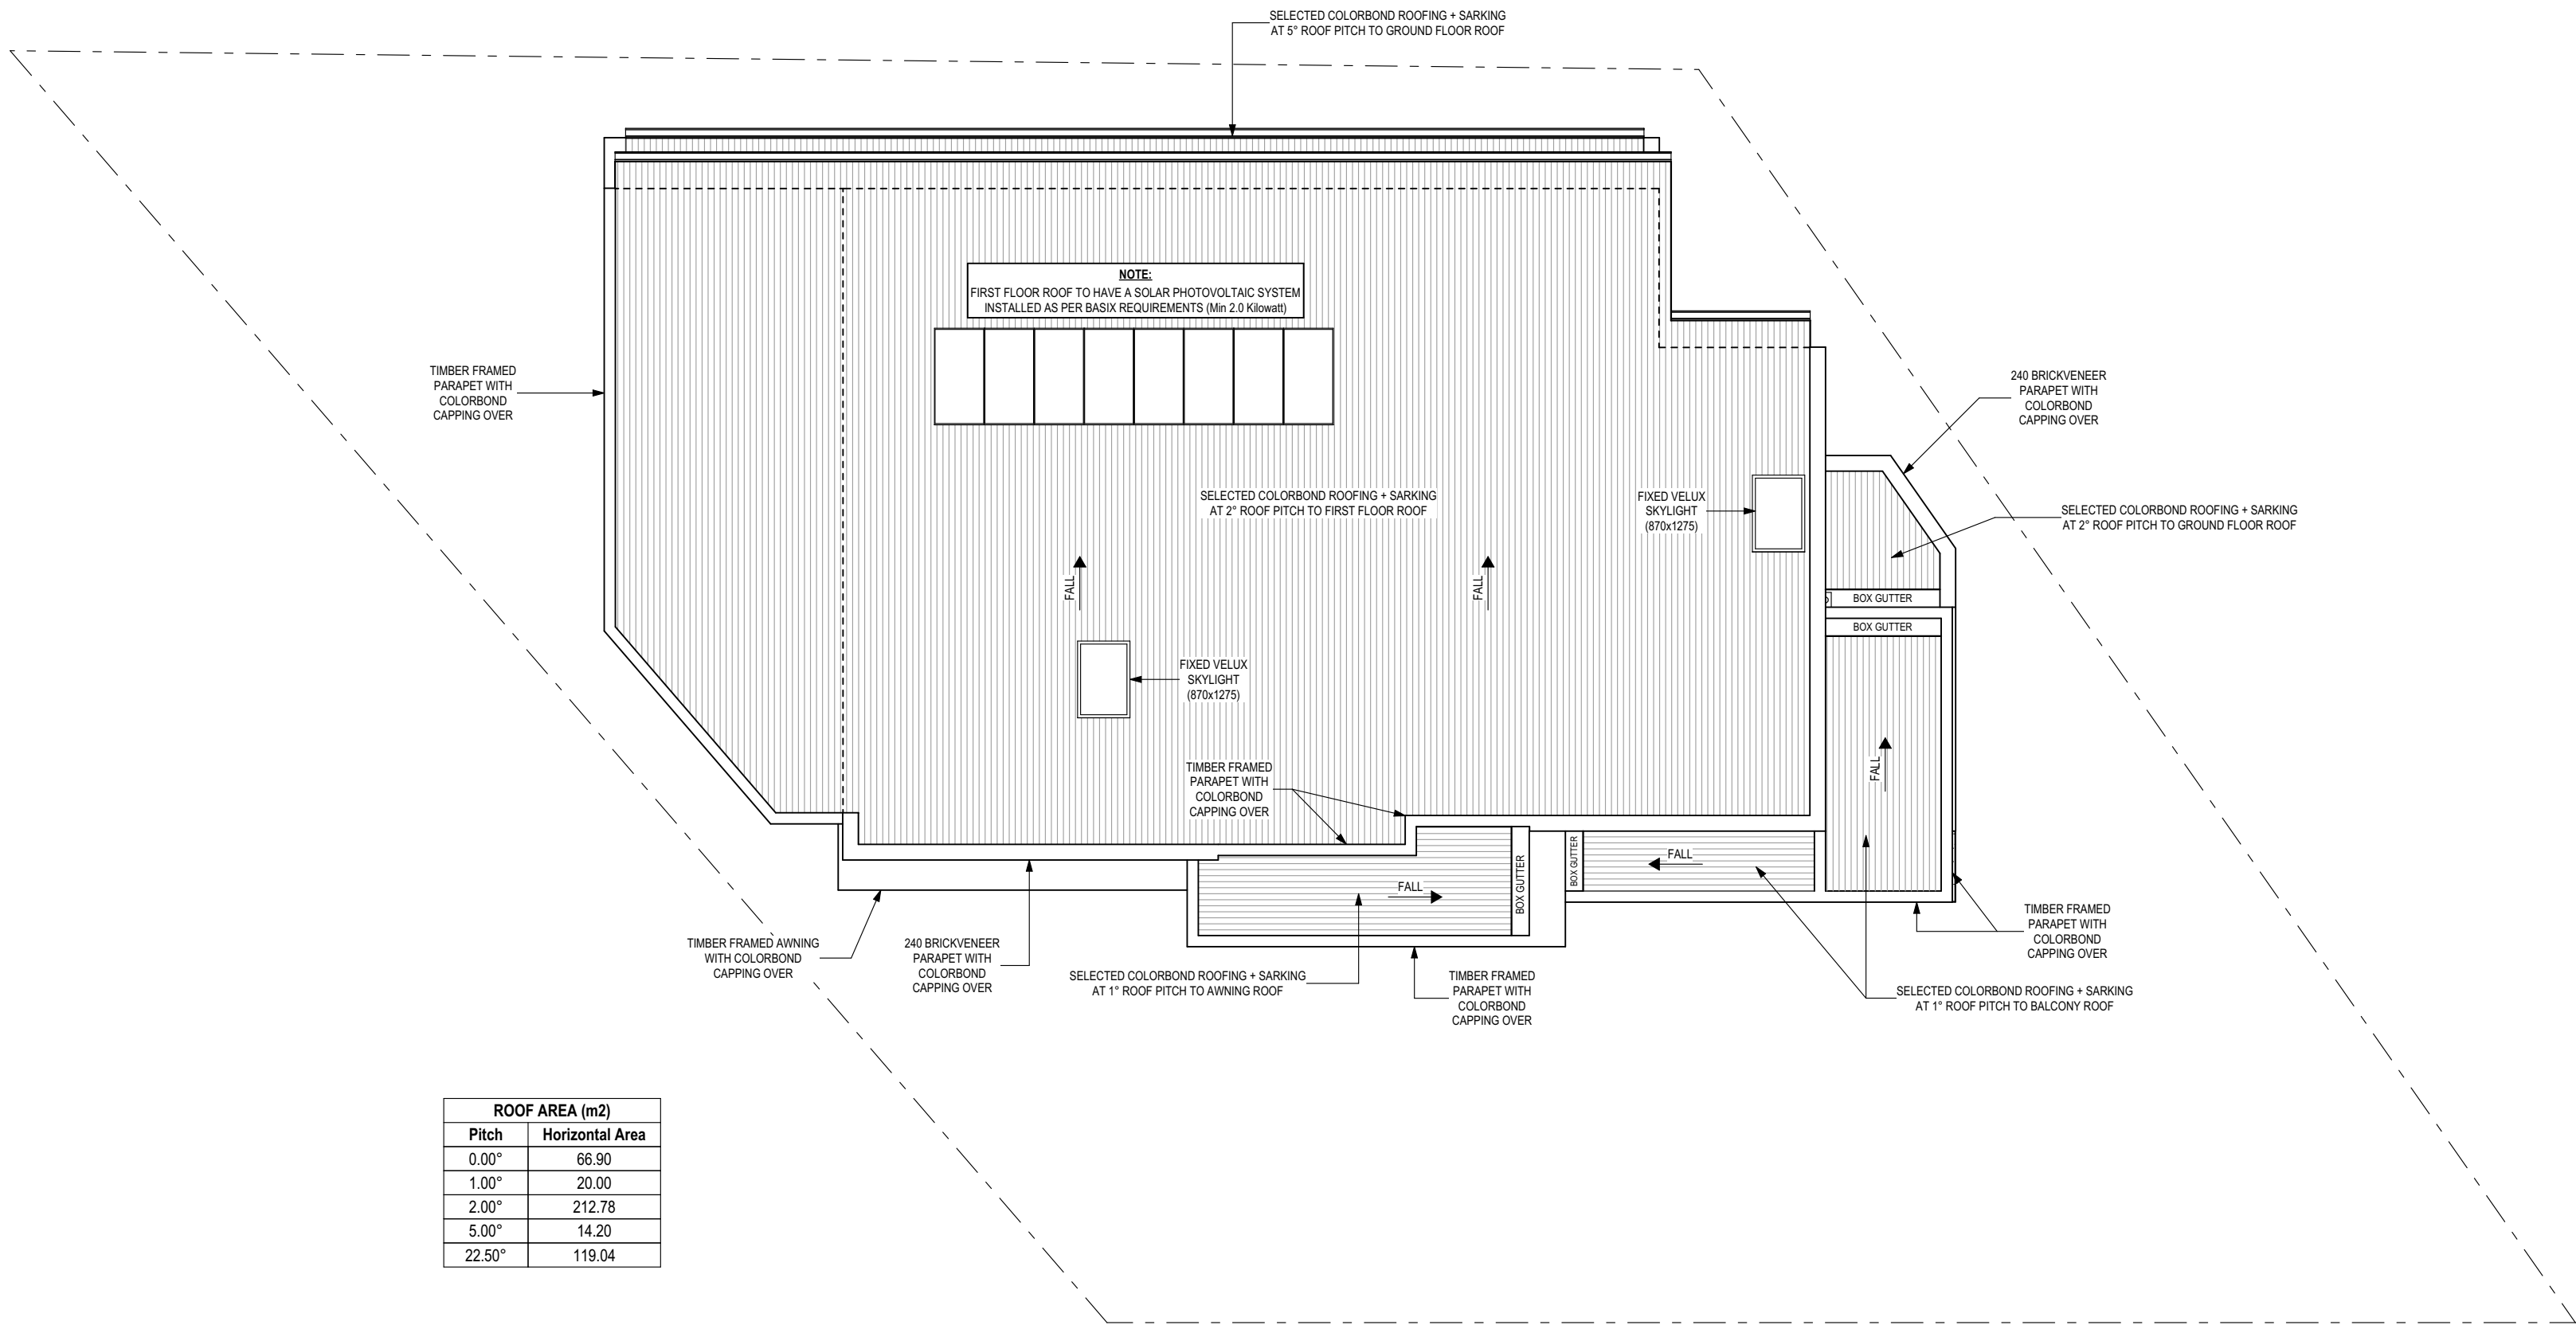 SELECTED COLORBOND ROOFING + SARKING
AT 5° ROOF PITCH TO GROUND FLOOR ROOF
NOTE:
FIRST FLOOR ROOF TO HAVE A SOLAR PHOTOVOLTAIC SYSTEM
INSTALLED AS PER BASIX REQUIREMENTS (Min 2.0 Kilowatt)
TIMBER FRAMED
PARAPET WITH
COLORBOND
CAPPING OVER
240 BRICKVENEER
PARAPET WITH
COLORBOND
CAPPING OVER
SELECTED COLORBOND ROOFING + SARKING
AT 2° ROOF PITCH TO FIRST FLOOR ROOF
FIXED VELUX
SKYLIGHT
(870x1275)
SELECTED COLORBOND ROOFING + SARKING
AT 2° ROOF PITCH TO GROUND FLOOR ROOF
FALL
FALL
BOX GUTTER
BOX GUTTER
FIXED VELUX
SKYLIGHT
(870x1275)
TIMBER FRAMED
PARAPET WITH
COLORBOND
CAPPING OVER
FALL
FALL
BOX GUTTER
BOX GUTTER
FALL
TIMBER FRAMED AWNING
WITH COLORBOND
CAPPING OVER
240 BRICKVENEER
PARAPET WITH
COLORBOND
CAPPING OVER
SELECTED COLORBOND ROOFING + SARKING
AT 1° ROOF PITCH TO AWNING ROOF
TIMBER FRAMED
PARAPET WITH
COLORBOND
CAPPING OVER
TIMBER FRAMED
PARAPET WITH
COLORBOND
CAPPING OVER
SELECTED COLORBOND ROOFING + SARKING
AT 1° ROOF PITCH TO BALCONY ROOF
ROOF AREA (m2)
Pitch Horizontal Area
0.00° 66.90
1.00° 20.00
2.00° 212.78
5.00° 14.20
22.50° 119.04